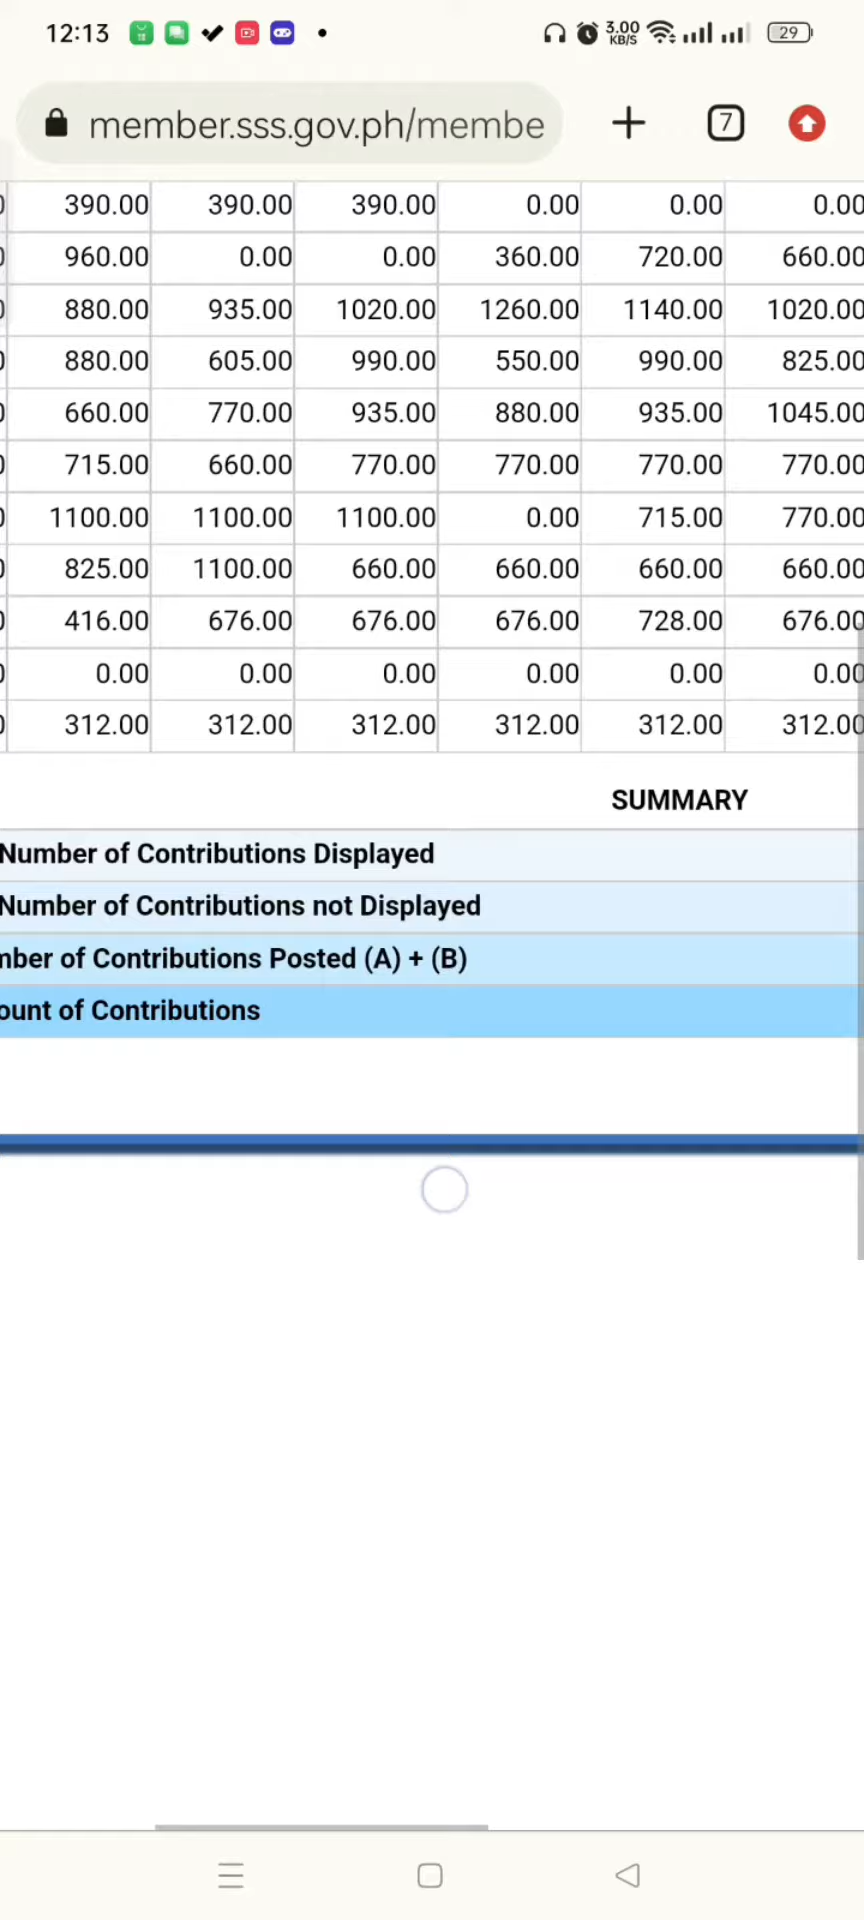 12:13 3.00 KB/S 29
member.sss.gov.ph/membe 7
390.00 390.00 390.00 0.00 0.00 0.00
960.00 0.00 0.00 360.00 720.00 660.00
880.00 935.00 1020.00 1260.00 1140.00 1020.00
880.00 605.00 990.00 550.00 990.00 825.00
660.00 770.00 935.00 880.00 935.00 1045.00
715.00 660.00 770.00 770.00 770.00 770.00
1100.00 1100.00 1100.00 0.00 715.00 770.00
825.00 1100.00 660.00 660.00 660.00 660.00
416.00 676.00 676.00 676.00 728.00 676.00
0.00 0.00 0.00 0.00 0.00 0.00
312.00 312.00 312.00 312.00 312.00 312.00
SUMMARY
Number of Contributions Displayed
Number of Contributions not Displayed
mber of Contributions Posted (A) + (B)
ount of Contributions